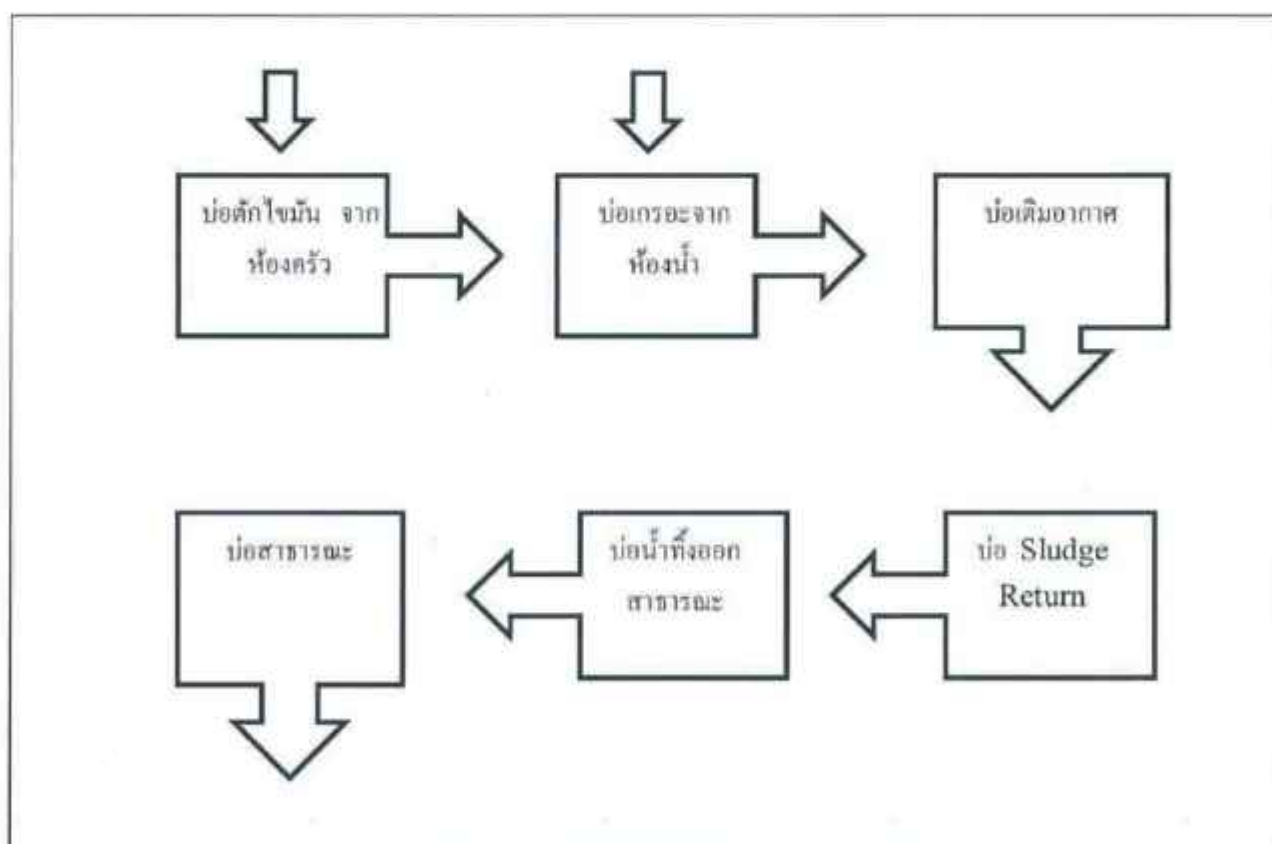 บ่อดักไขมัน จาก
ห้องครัว
บ่อเกรอะจาก
ห้องน้ำ
บ่อเติมอากาศ
บ่อสาธารณะ
บ่อน้ำทิ้งออก
สาธารณะ
บ่อ Sludge
Return